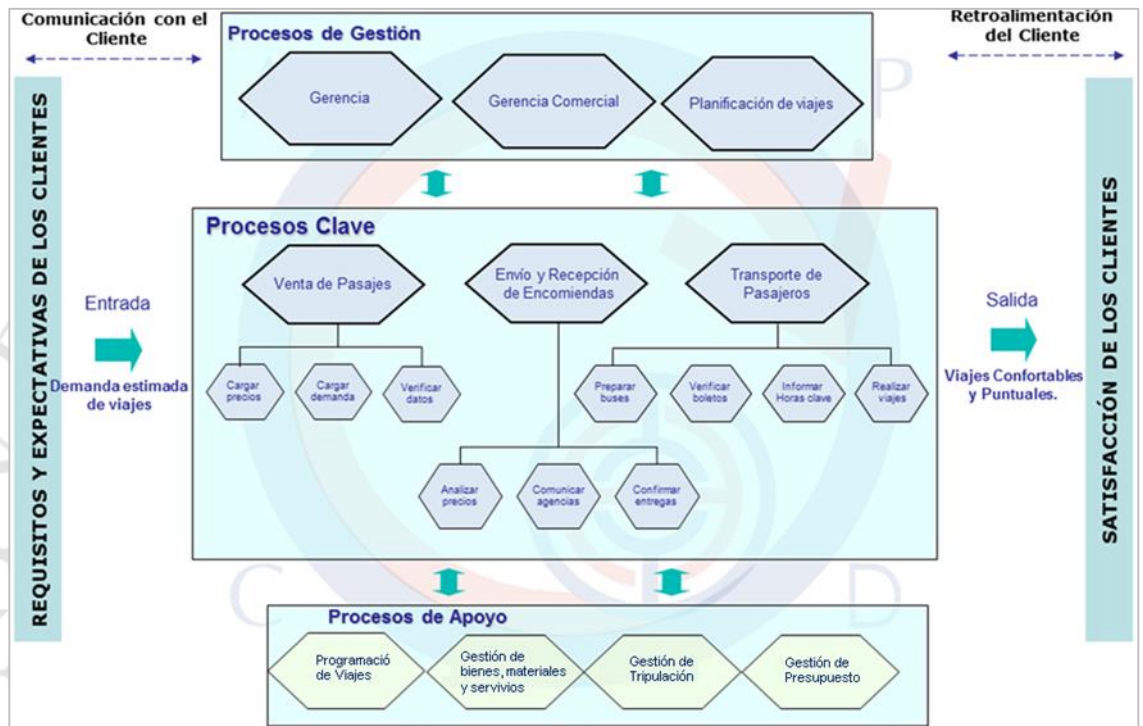 Comunicación con el
Cliente
Retroalimentación
del Cliente
Procesos de Gestión
Gerencia
Gerencia Comercial
Planificación de viajes
A
P
REQUISITOS Y EXPECTATIVAS DE LOS CLIENTES
Procesos Clave
Venta de Pasajes
Envío y Recepción
de Encomiendas
Transporte de
Pasajeros
Entrada
Demanda estimada
de viajes
Cargar
precios
Cargar
demanda
Verificar
datos
Preparar
buses
Verificar
boletos
Informar
Horas clave
Realizar
viajes
Analizar
precios
Comunicar
agencias
Confirmar
entregas
Salida
Viajes Confortables
y Puntuales.
SATISFACCIÓN DE LOS CLIENTES
C
D
Procesos de Apoyo
Programació
de Viajes
Gestión de
bienes, materiales
y servivios
Gestión de
Tripulación
Gestión de
Presupuesto